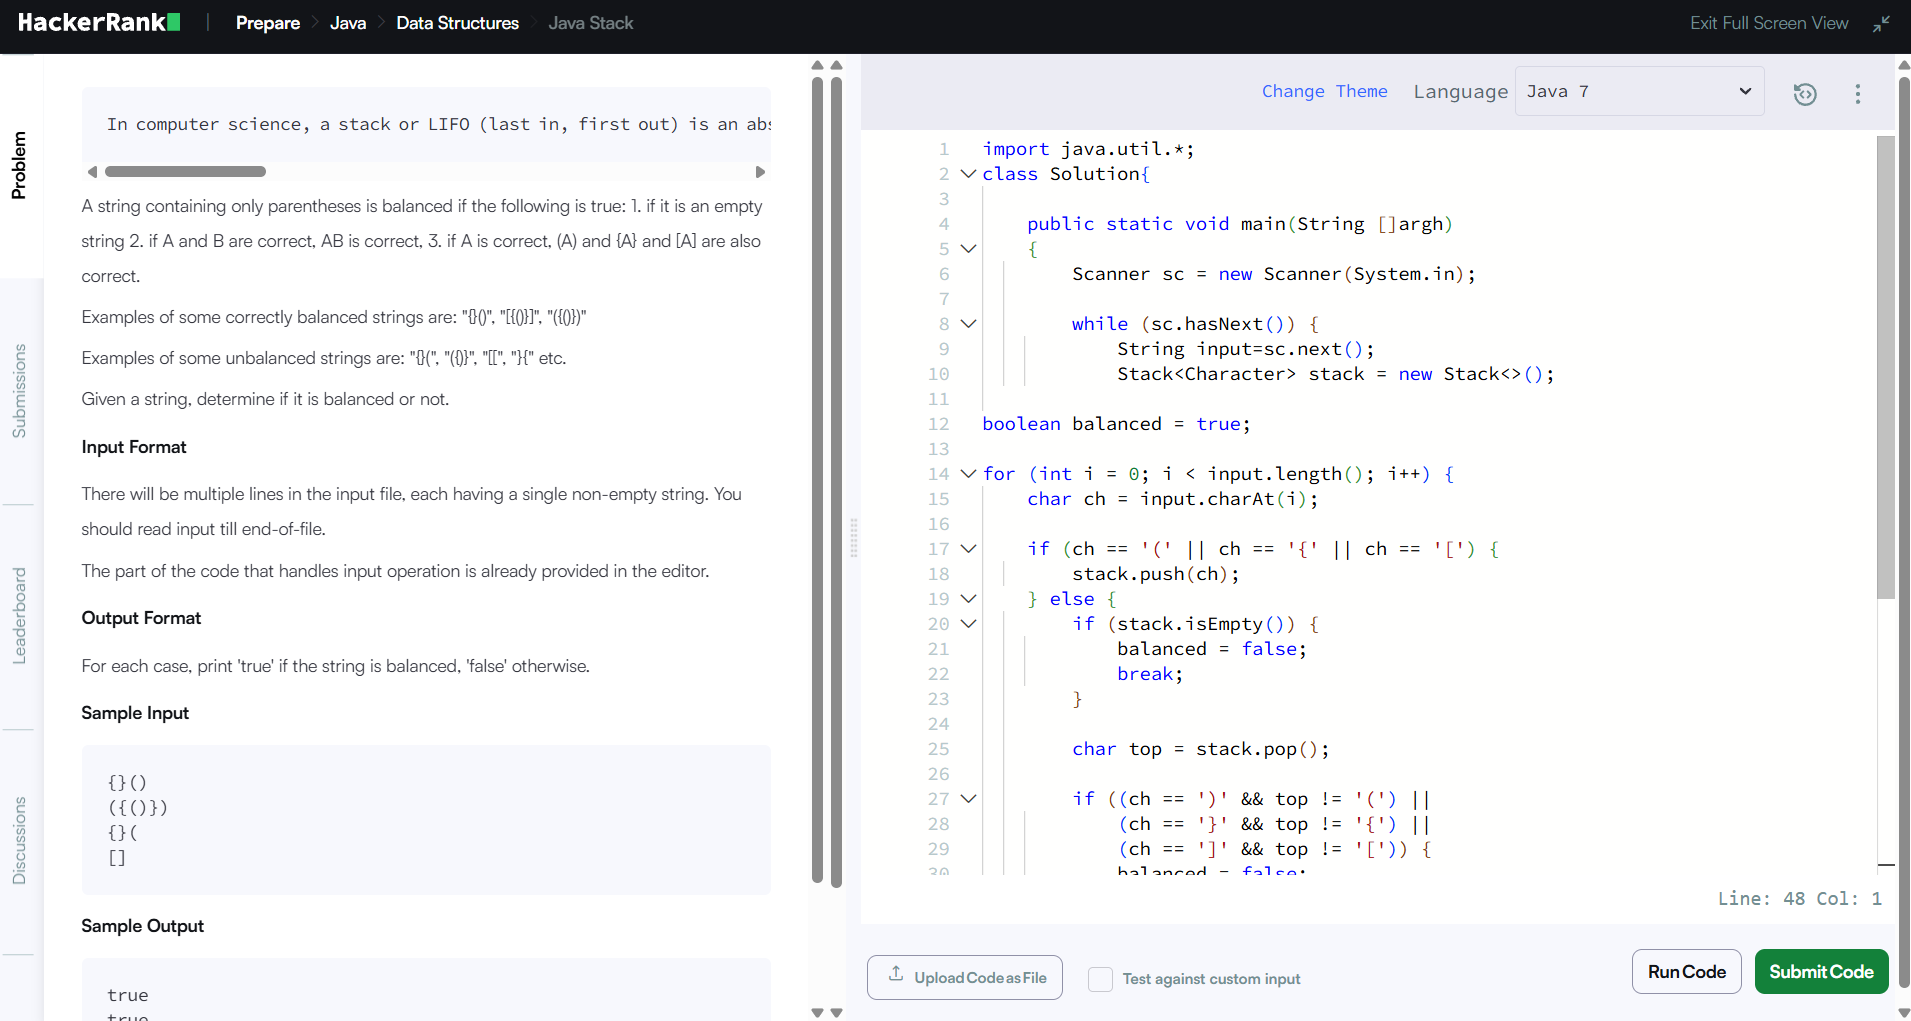 HackerRank
Prepare
Java
Data Structures
Java Stack
Exit Full Screen View
Problem
Submissions
Leaderboard
Discussions
In computer science, a stack or LIFO (last in, first out) is an abs
A string containing only parentheses is balanced if the following is true: 1. if it is an empty
string 2. if A and B are correct, AB is correct, 3. if A is correct, (A) and {A} and [A] are also
correct.
Examples of some correctly balanced strings are: "{}()", "[{()}]", "({()})"
Examples of some unbalanced strings are: "{}(", "({)}", "[[", "}{" etc.
Given a string, determine if it is balanced or not.
Input Format
There will be multiple lines in the input file, each having a single non-empty string. You
should read input till end-of-file.
The part of the code that handles input operation is already provided in the editor.
Output Format
For each case, print 'true' if the string is balanced, 'false' otherwise.
Sample Input
{}()
({()})
{}(
[]
Sample Output
true
true
Change Theme
Language
Java 7
1 import java.util.*;
2 class Solution{
3
4     public static void main(String []argh)
5     {
6         Scanner sc = new Scanner(System.in);
7
8         while (sc.hasNext()) {
9             String input=sc.next();
10             Stack<Character> stack = new Stack<>();
11
12 boolean balanced = true;
13
14 for (int i = 0; i < input.length(); i++) {
15     char ch = input.charAt(i);
16
17     if (ch == '(' || ch == '{' || ch == '[') {
18         stack.push(ch);
19     } else {
20         if (stack.isEmpty()) {
21             balanced = false;
22             break;
23         }
24
25         char top = stack.pop();
26
27         if ((ch == ')' && top != '(') ||
28             (ch == '}' && top != '{') ||
29             (ch == ']' && top != '[')) {
30             balanced = false;
Line: 48 Col: 1
Upload Code as File
Test against custom input
Run Code
Submit Code